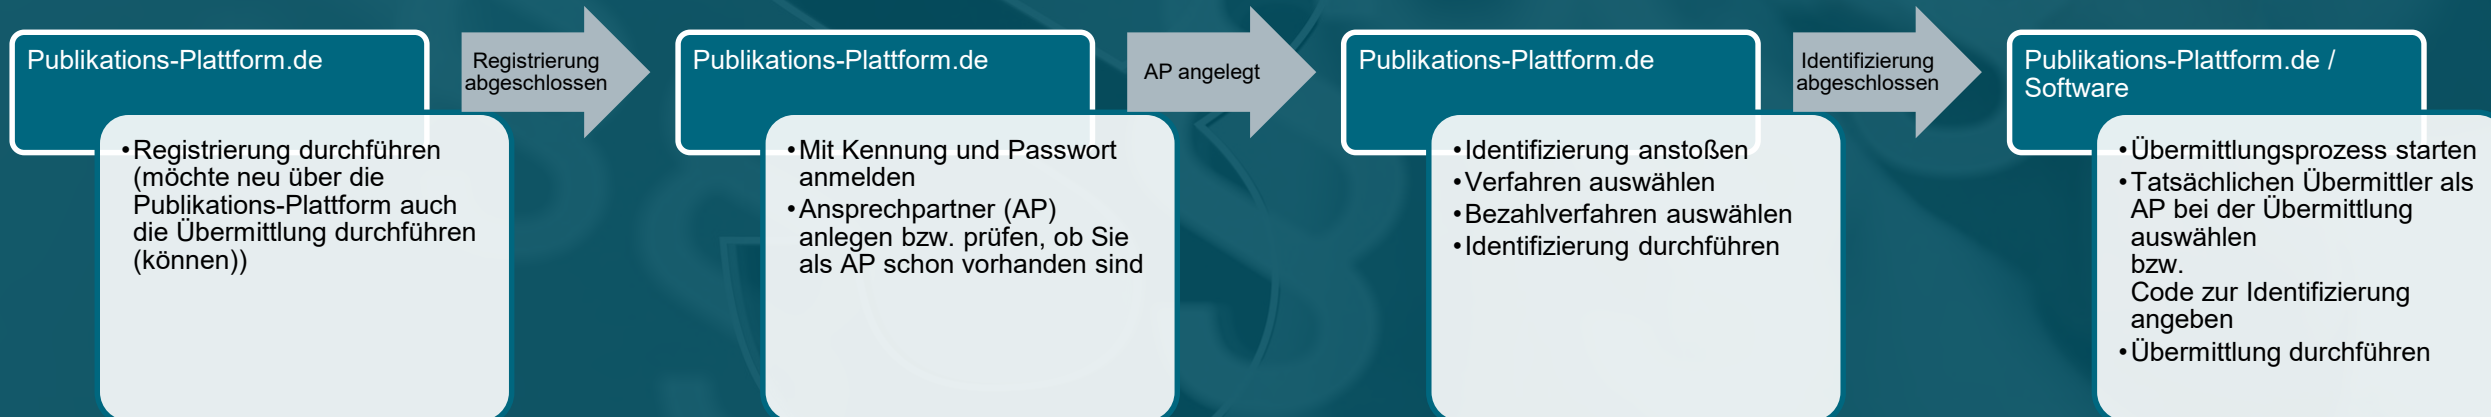 Publikations-Plattform.de
•Registrierung durchführen
(möchte neu über die
Publikations-Plattform auch
die Übermittlung durchführen
(können))
Registrierung
abgeschlossen
Publikations-Plattform.de
•Mit Kennung und Passwort
anmelden
•Ansprechpartner (AP)
anlegen bzw. prüfen, ob Sie
als AP schon vorhanden sind
AP angelegt
Publikations-Plattform.de
•Identifizierung anstoßen
•Verfahren auswählen
•Bezahlverfahren auswählen
•Identifizierung durchführen
Identifizierung
abgeschlossen
Publikations-Plattform.de /
Software
•Übermittlungsprozess starten
•Tatsächlichen Übermittler als
AP bei der Übermittlung
auswählen
bzw.
Code zur Identifizierung
angeben
•Übermittlung durchführen